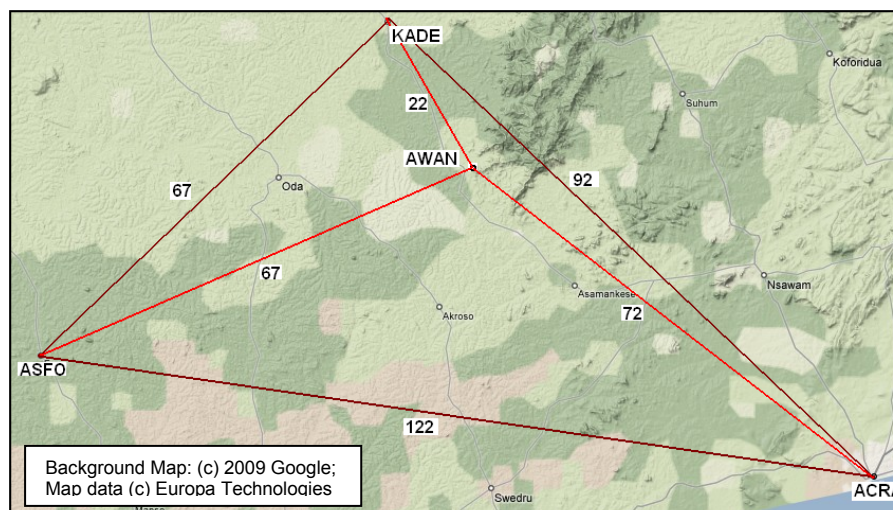 KADE
Koforidua
22
Suhum
AWAN
Oda
67
92
67
Nsawam
Asamankese
Akroso
72
ASFO
122
Background Map: (c) 2009 Google;
Map data (c) Europa Technologies
Swedru
ACRA